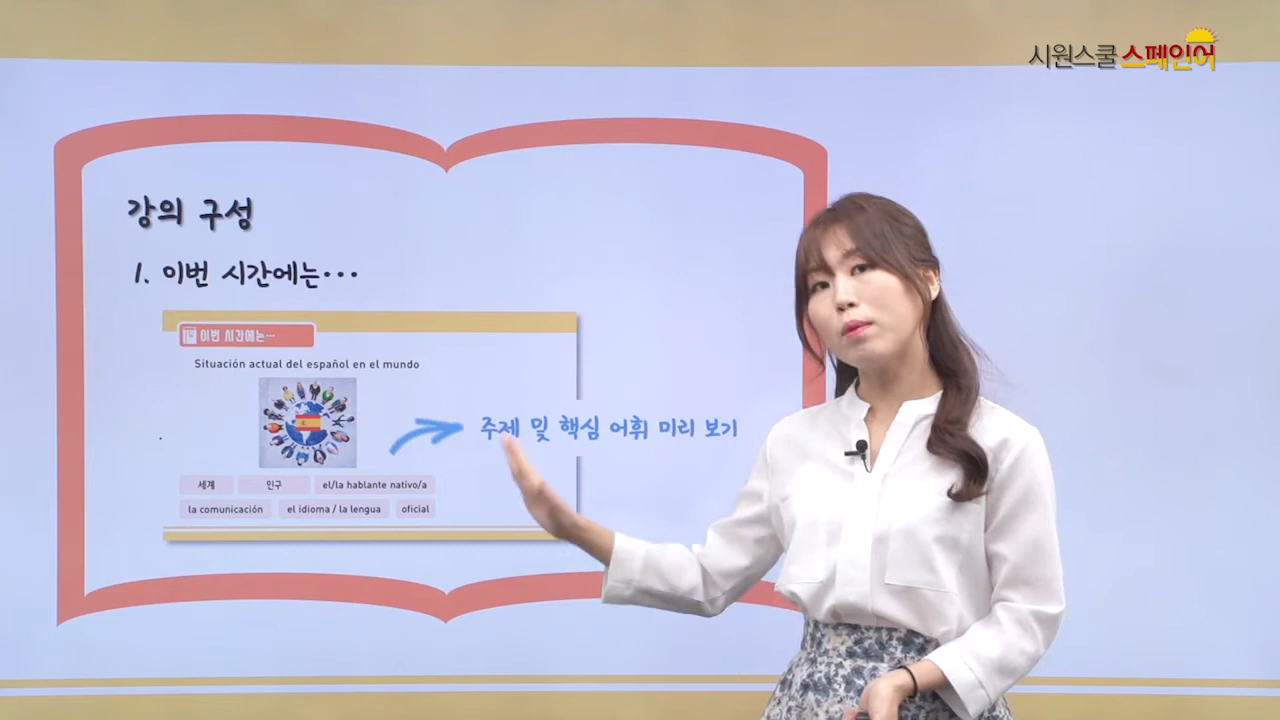 시원스쿨 스페인어
강의 구성
1. 이번 시간에는…
이번 시간에는…
Situación actual del español en el mundo
주제 및 핵심 어휘 미리 보기
세계 인구 el/la hablante nativo/a
la comunicación el idioma / la lengua oficial